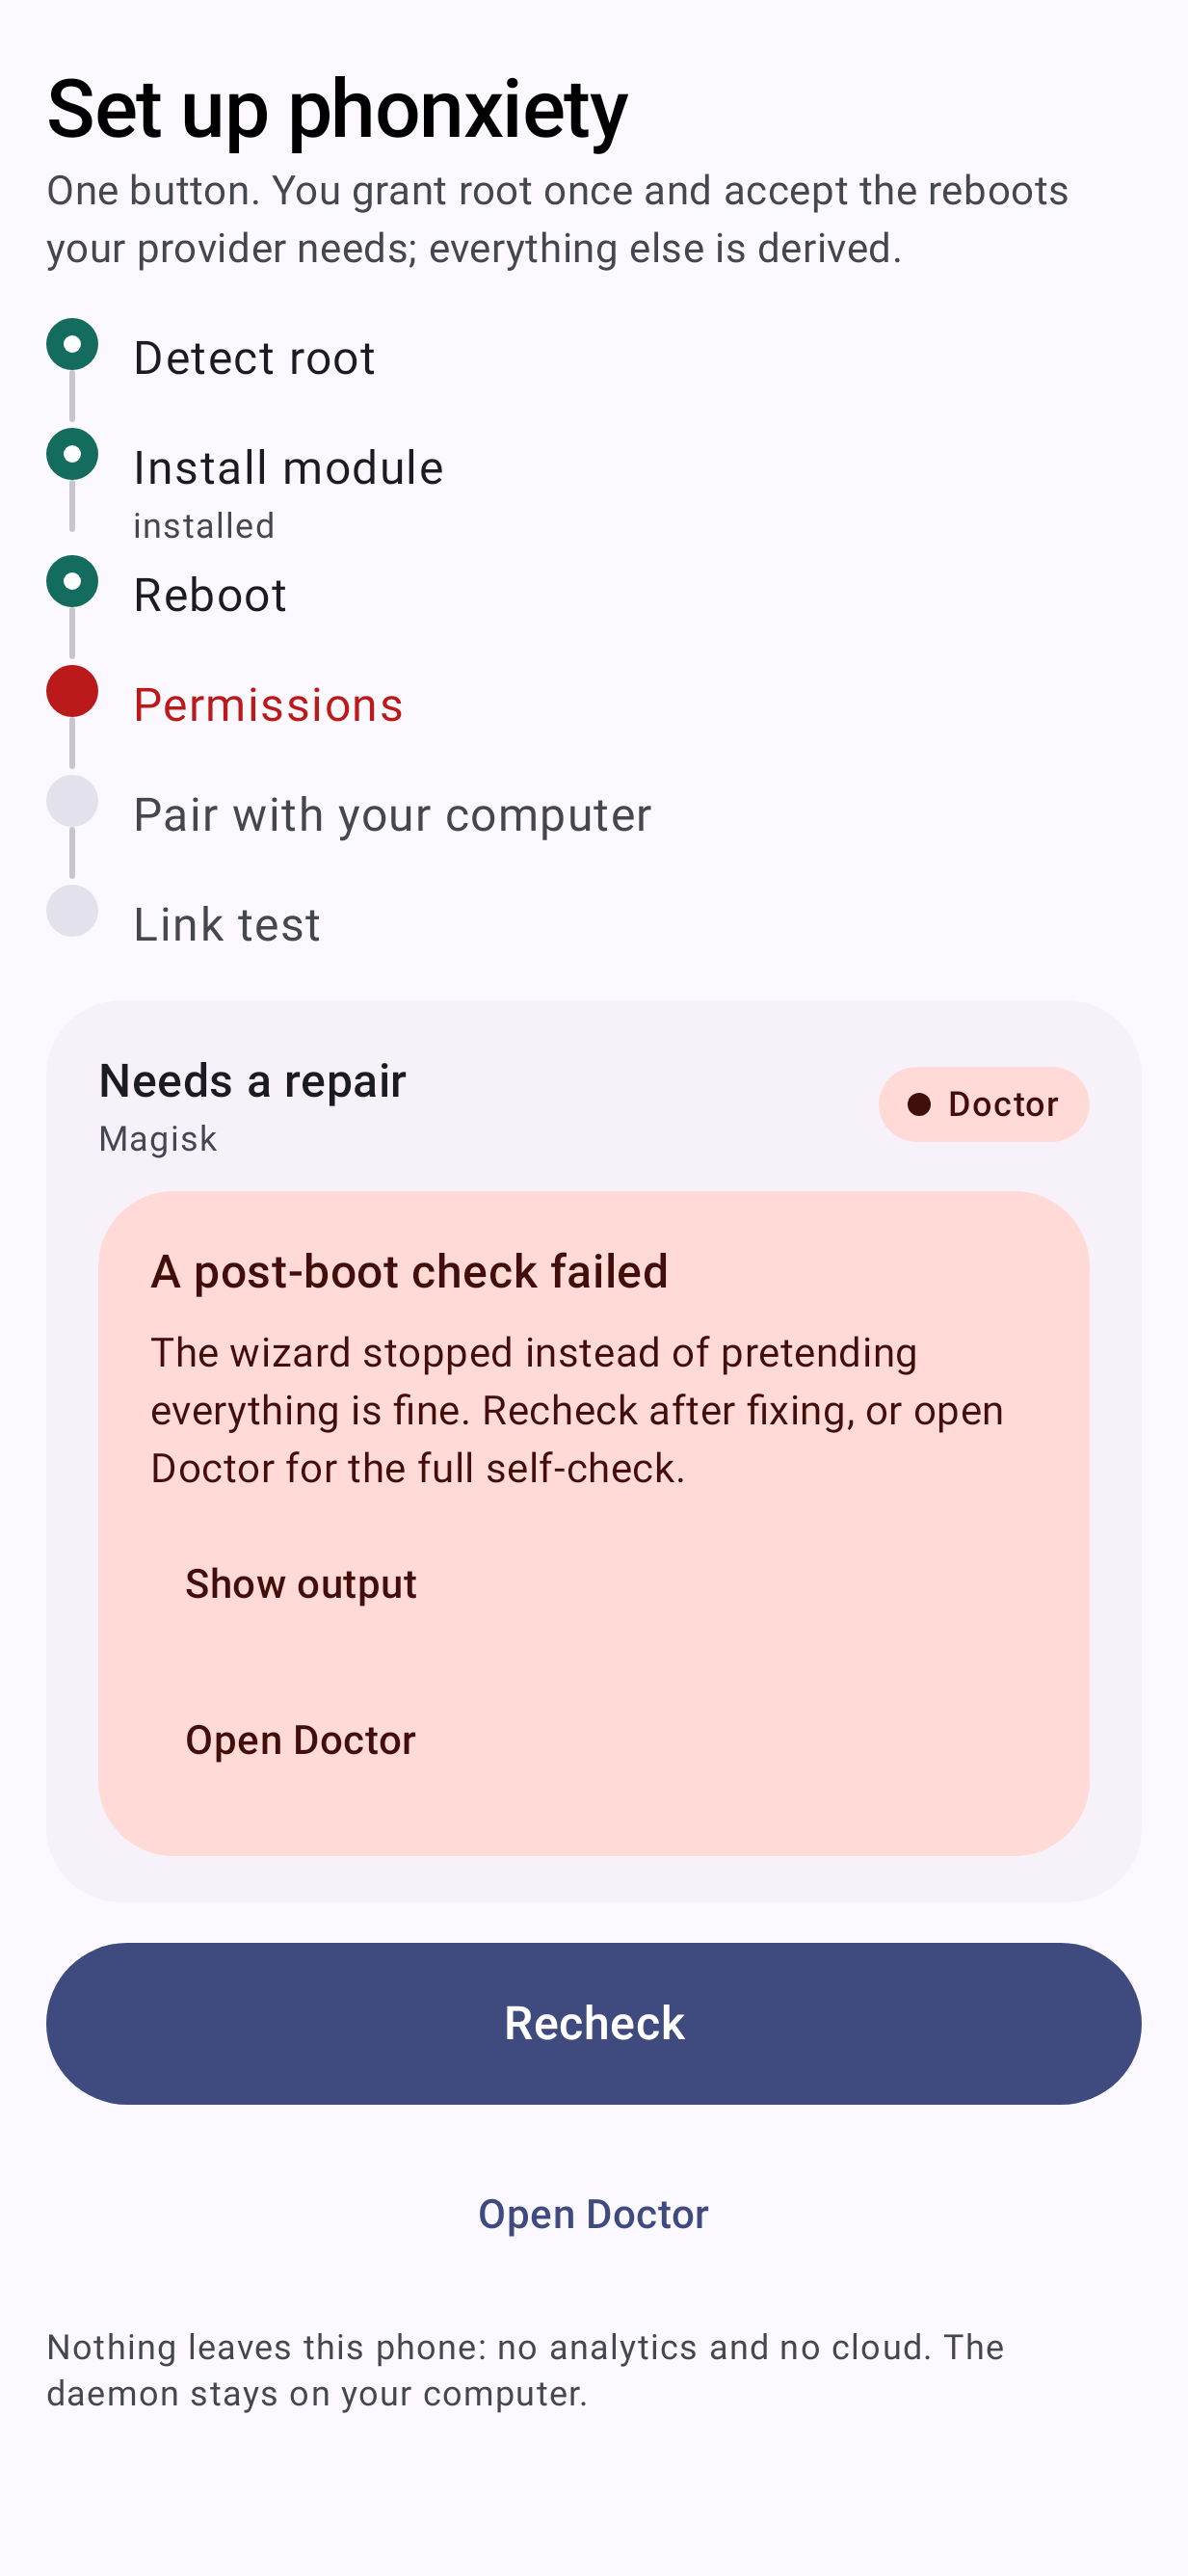 Set up phonxiety
One button. You grant root once and accept the reboots
your provider needs; everything else is derived.
Detect root
Install module
installed
Reboot
Permissions
Pair with your computer
Link test
Needs a repair
Magisk
Doctor
A post-boot check failed
The wizard stopped instead of pretending
everything is fine. Recheck after fixing, or open
Doctor for the full self-check.
Show output
Open Doctor
Recheck
Open Doctor
Nothing leaves this phone: no analytics and no cloud. The
daemon stays on your computer.